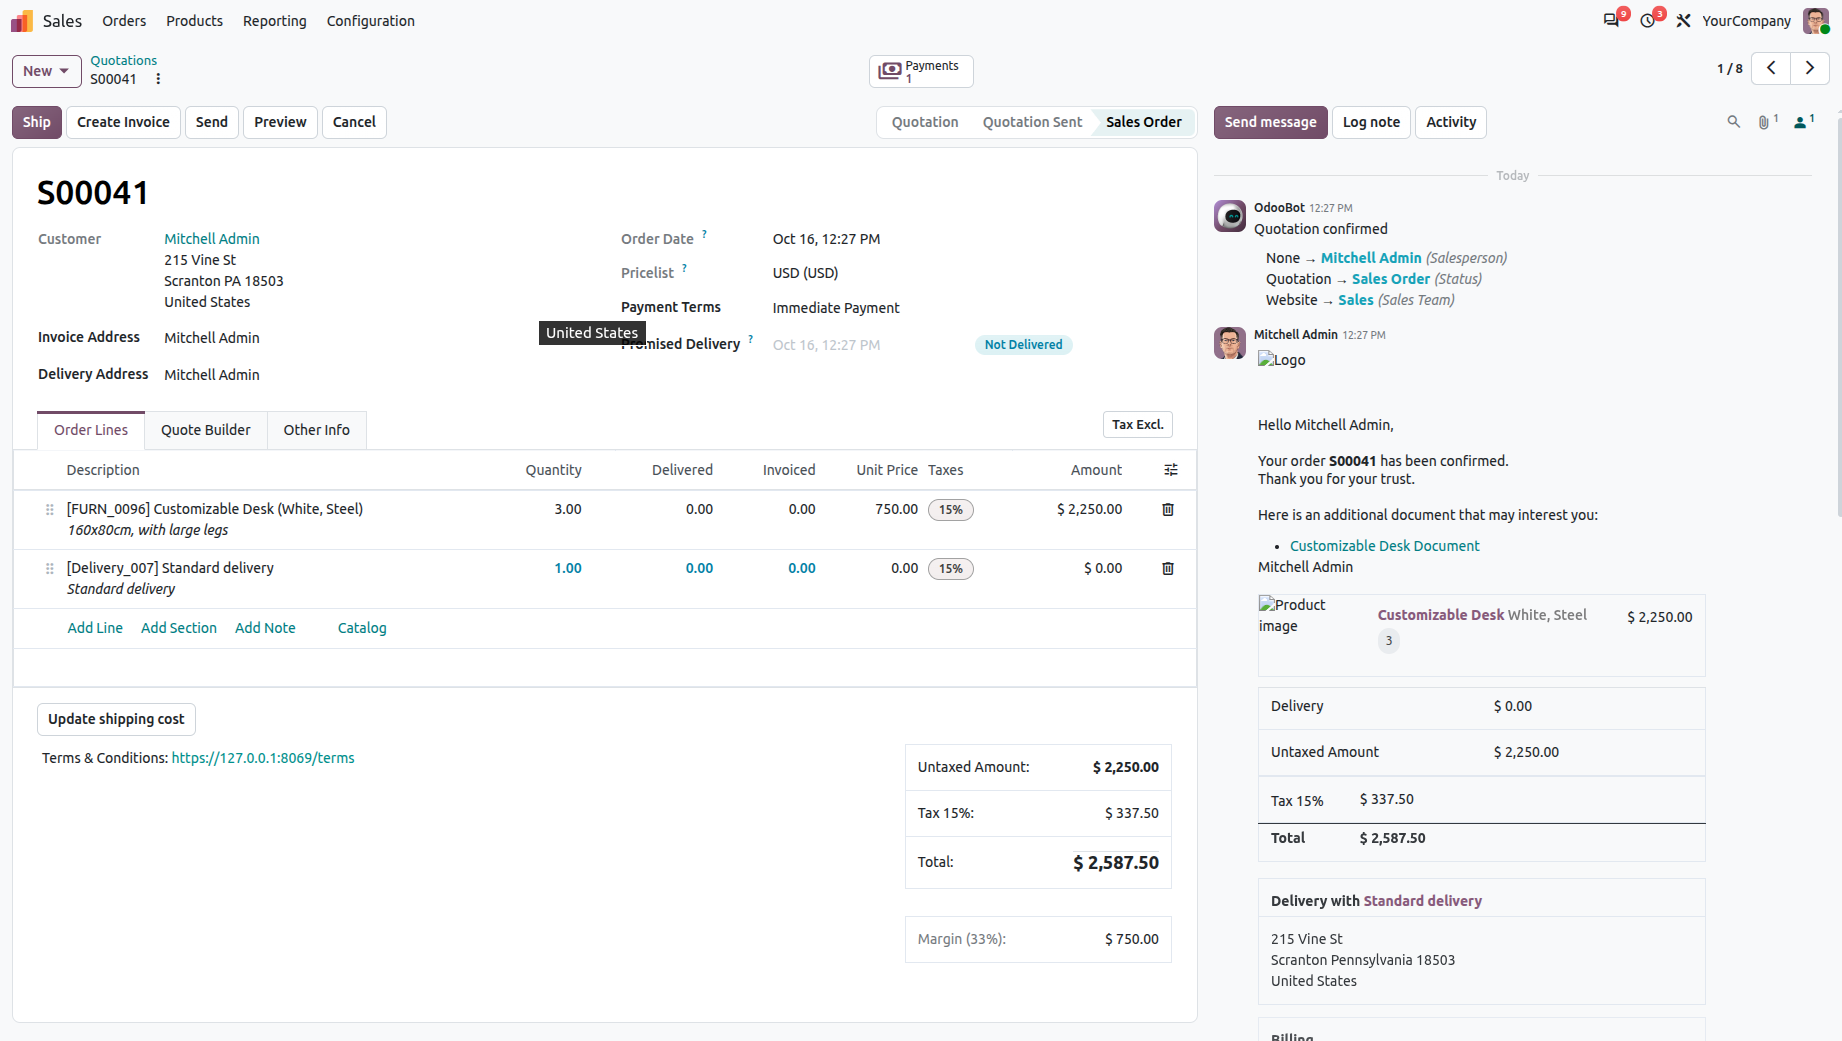 Sales Orders Products Reporting Configuration 9 3 YourCompany
New Quotations
S00041
Payments
1
1 / 8
Ship Create Invoice Send Preview Cancel Quotation Quotation Sent Sales Order
S00041
Customer Mitchell Admin
215 Vine St
Scranton PA 18503
United States
Invoice Address Mitchell Admin
Delivery Address Mitchell Admin
Order Date ? Oct 16, 12:27 PM
Pricelist ? USD (USD)
Payment Terms Immediate Payment
United States
Delivery ? Oct 16, 12:27 PM Not Delivered
Order Lines Quote Builder Other Info Tax Excl.
Description Quantity Delivered Invoiced Unit Price Taxes Amount
[FURN_0096] Customizable Desk (White, Steel) 3.00 0.00 0.00 750.00 15% $ 2,250.00
160x80cm, with large legs
[Delivery_007] Standard delivery 1.00 0.00 0.00 0.00 15% $ 0.00
Standard delivery
Add Line Add Section Add Note Catalog
Update shipping cost
Terms & Conditions: https://127.0.0.1:8069/terms
Untaxed Amount: $ 2,250.00
Tax 15%: $ 337.50
Total: $ 2,587.50
Margin (33%): $ 750.00
Send message Log note Activity 1 1
Today
OdooBot 12:27 PM
Quotation confirmed
None → Mitchell Admin (Salesperson)
Quotation → Sales Order (Status)
Website → Sales (Sales Team)
Mitchell Admin 12:27 PM
Logo
Hello Mitchell Admin,
Your order S00041 has been confirmed.
Thank you for your trust.
Here is an additional document that may interest you:
• Customizable Desk Document
Mitchell Admin
Product image
Customizable Desk White, Steel $ 2,250.00
3
Delivery $ 0.00
Untaxed Amount $ 2,250.00
Tax 15% $ 337.50
Total $ 2,587.50
Delivery with Standard delivery
215 Vine St
Scranton Pennsylvania 18503
United States
Billing